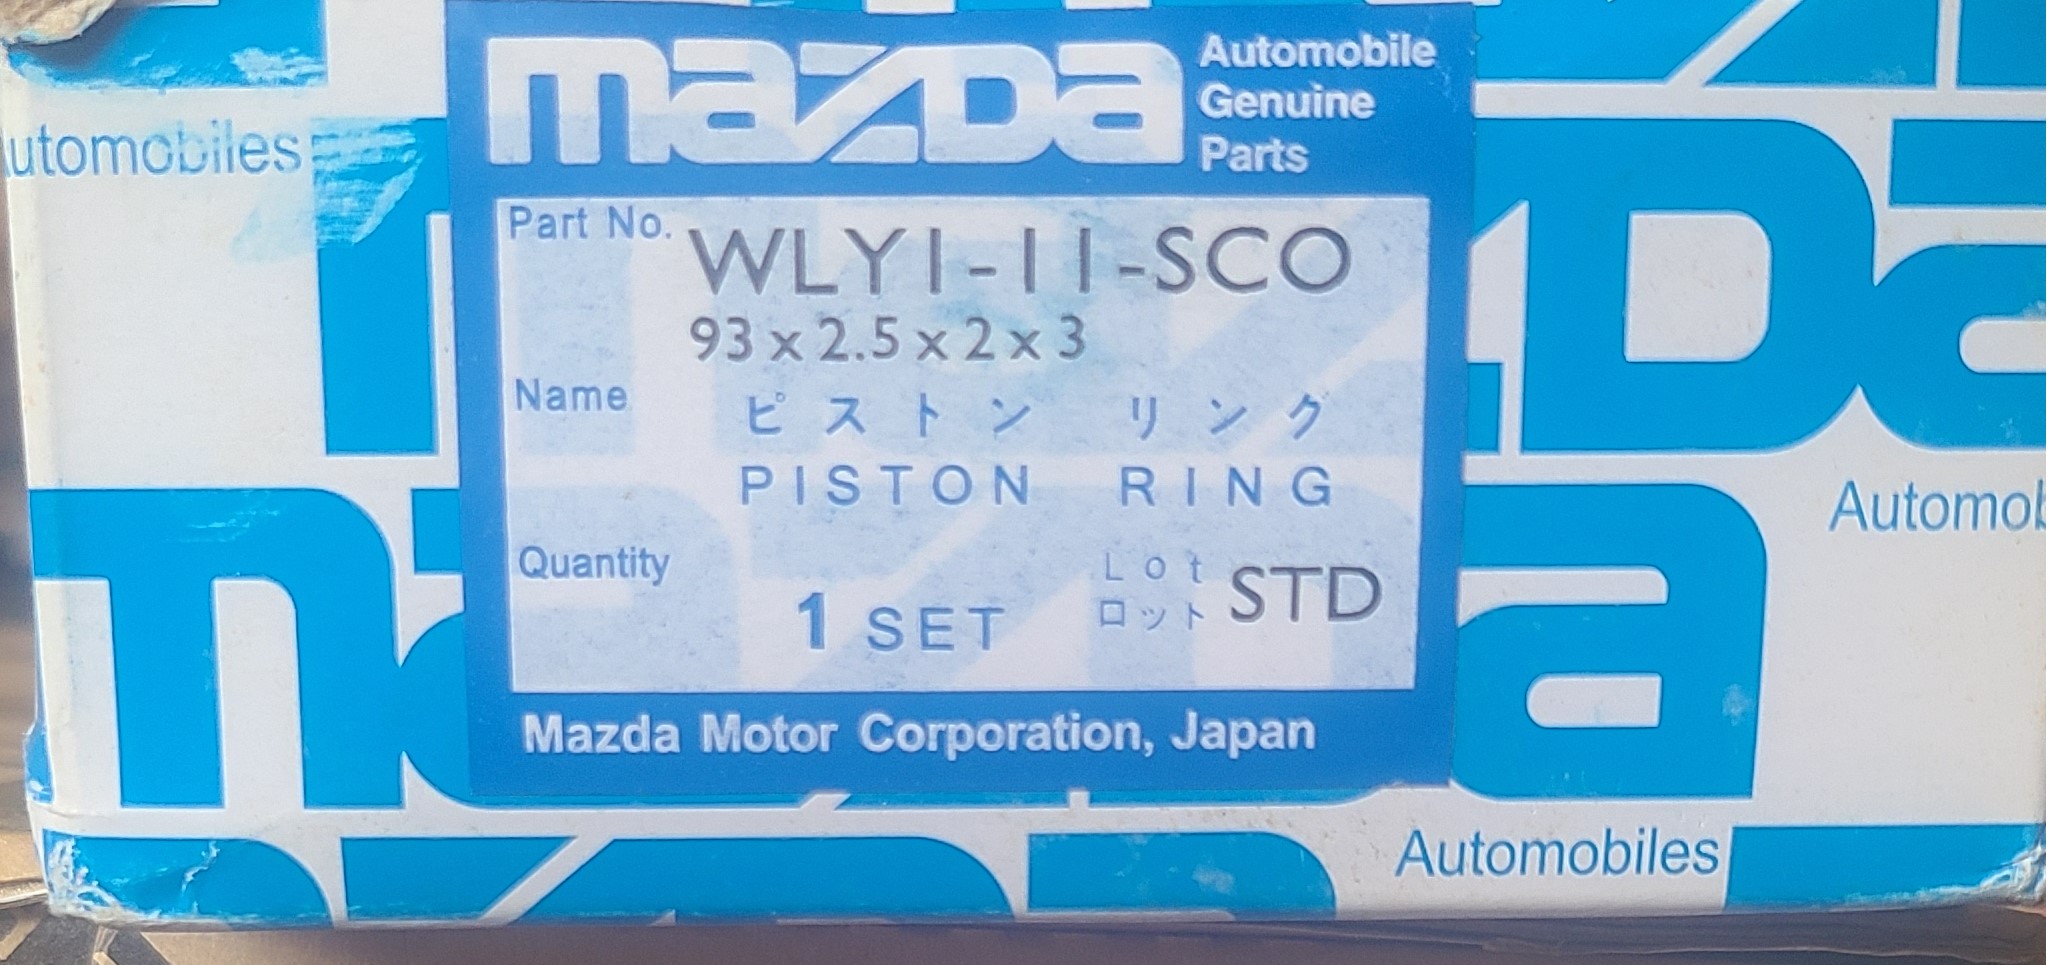 mazda
Automobile
Genuine
Parts
Part No. WLY1-11-SCO
93 x 2.5 x 2 x 3
Name ピストン リング
PISTON RING
Quantity 1 SET
Lot
ロット STD
Mazda Motor Corporation, Japan
utomobiles
Automob
Automobiles